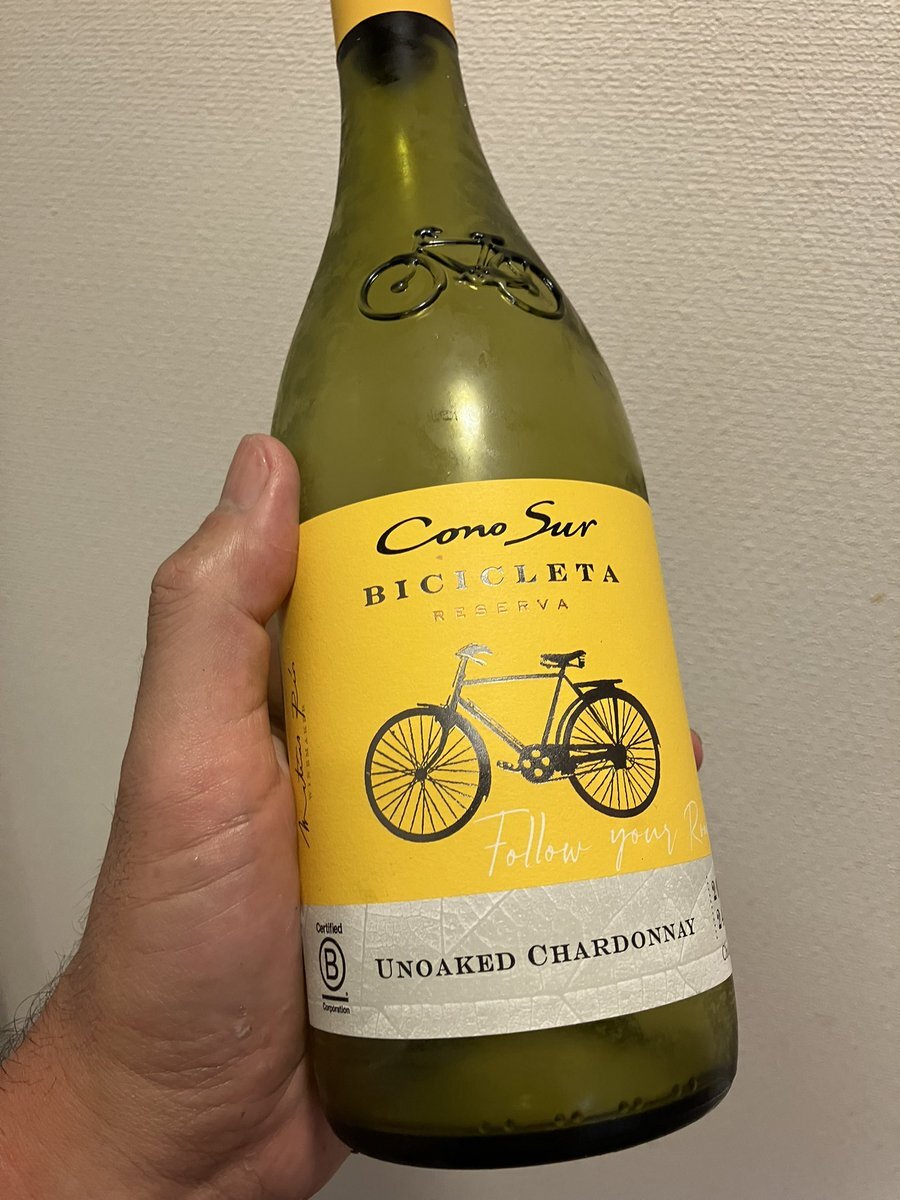 Cono Sur
BICICLETA
RESERVA
Follow your
Certified
B
Corporation
UNOAKED CHARDONNAY